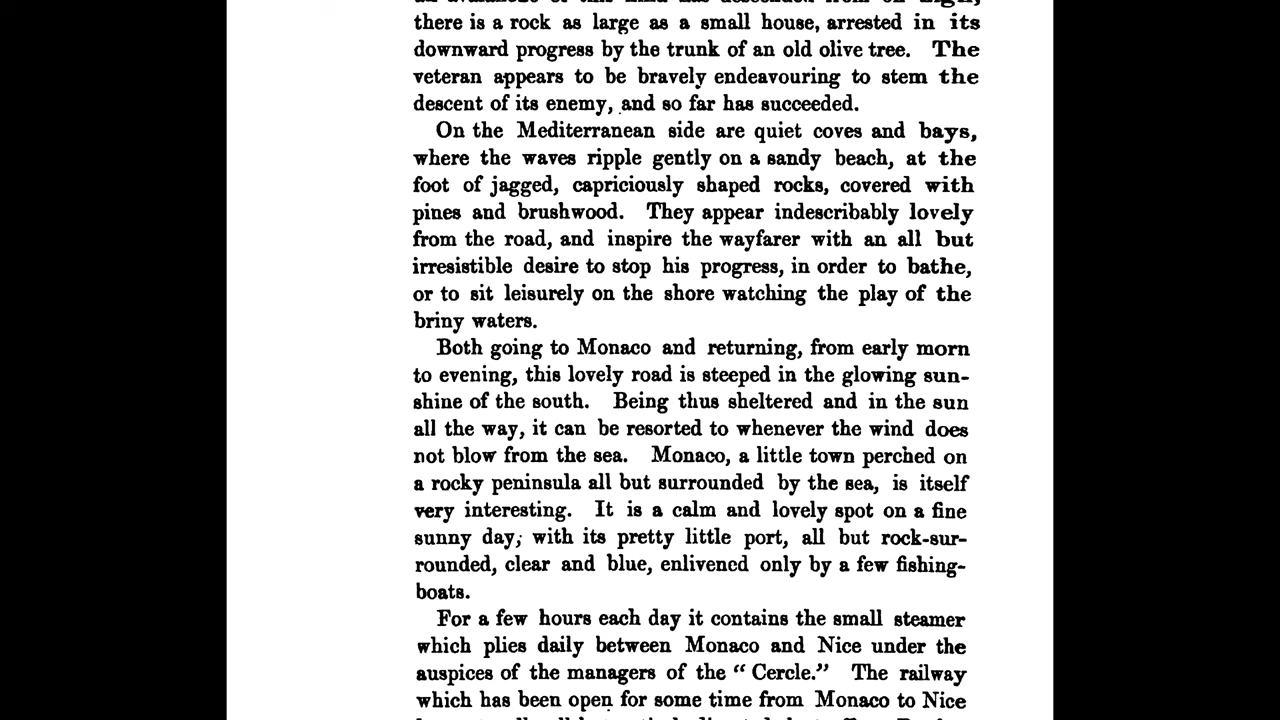 there is a rock as large as a small house, arrested in its
downward progress by the trunk of an old olive tree. The
veteran appears to be bravely endeavouring to stem the
descent of its enemy, and so far has succeeded.
On the Mediterranean side are quiet coves and bays,
where the waves ripple gently on a sandy beach, at the
foot of jagged, capriciously shaped rocks, covered with
pines and brushwood. They appear indescribably lovely
from the road, and inspire the wayfarer with an all but
irresistible desire to stop his progress, in order to bathe,
or to sit leisurely on the shore watching the play of the
briny waters.
Both going to Monaco and returning, from early morn
to evening, this lovely road is steeped in the glowing sun-
shine of the south. Being thus sheltered and in the sun
all the way, it can be resorted to whenever the wind does
not blow from the sea. Monaco, a little town perched on
a rocky peninsula all but surrounded by the sea, is itself
very interesting. It is a calm and lovely spot on a fine
sunny day; with its pretty little port, all but rock-sur-
rounded, clear and blue, enlivened only by a few fishing-
boats.
For a few hours each day it contains the small steamer
which plies daily between Monaco and Nice under the
auspices of the managers of the “Cercle.” The railway
which has been open for some time from Monaco to Nice